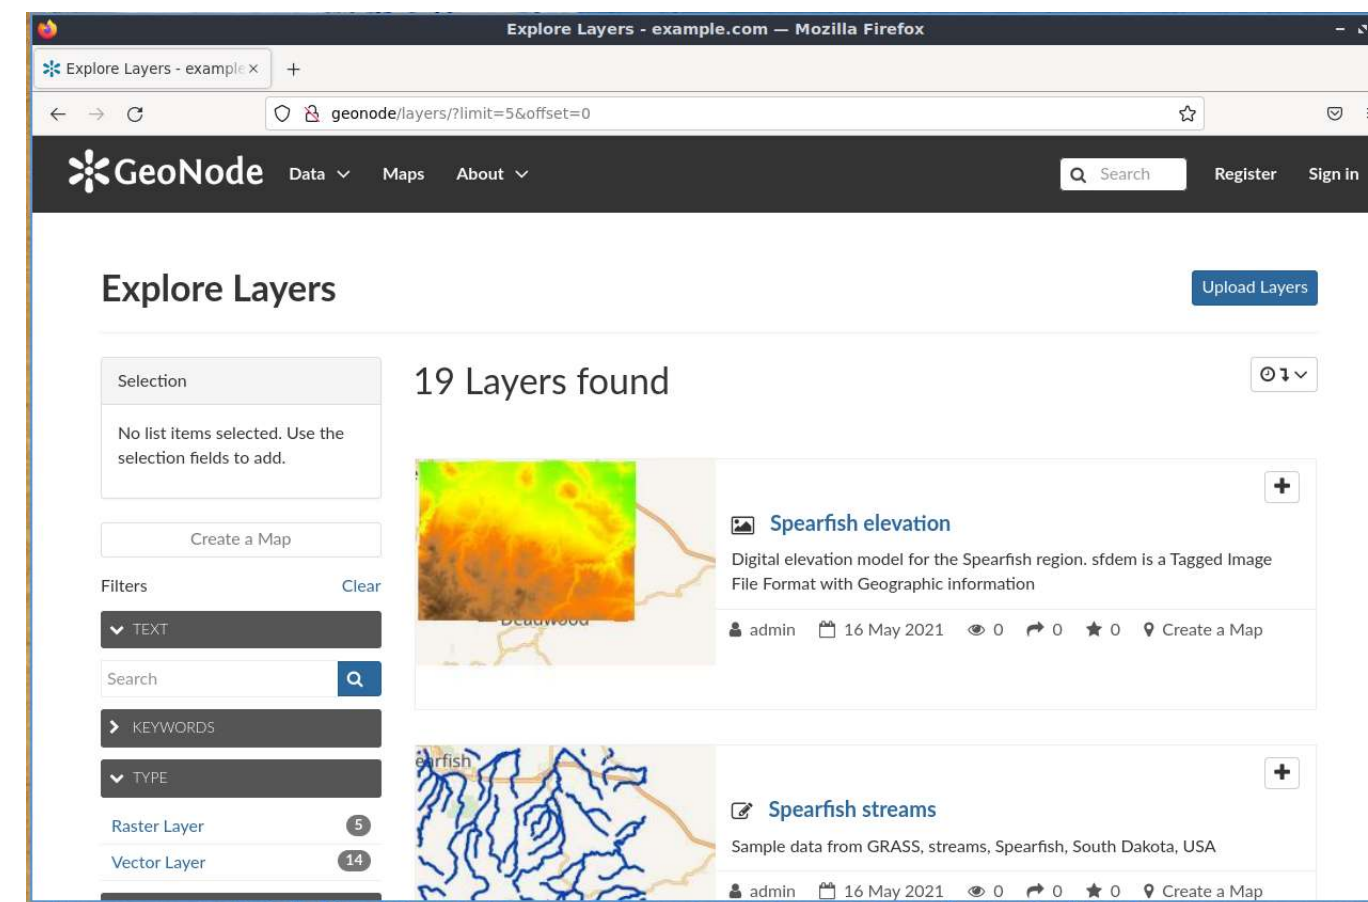 Explore Layers - example.com — Mozilla Firefox
Explore Layers - example
geonode/layers/?limit=5&offset=0
GeoNode Data Maps About Search Register Sign in
Explore Layers
Upload Layers
Selection
No list items selected. Use the
selection fields to add.
Create a Map
Filters Clear
TEXT
Search
KEYWORDS
TYPE
Raster Layer 5
Vector Layer 14
19 Layers found
Deadwood
Spearfish elevation
Digital elevation model for the Spearfish region. sfdem is a Tagged Image
File Format with Geographic information
admin 16 May 2021 0 0 0 Create a Map
earfish
Spearfish streams
Sample data from GRASS, streams, Spearfish, South Dakota, USA
admin 16 May 2021 0 0 0 Create a Map